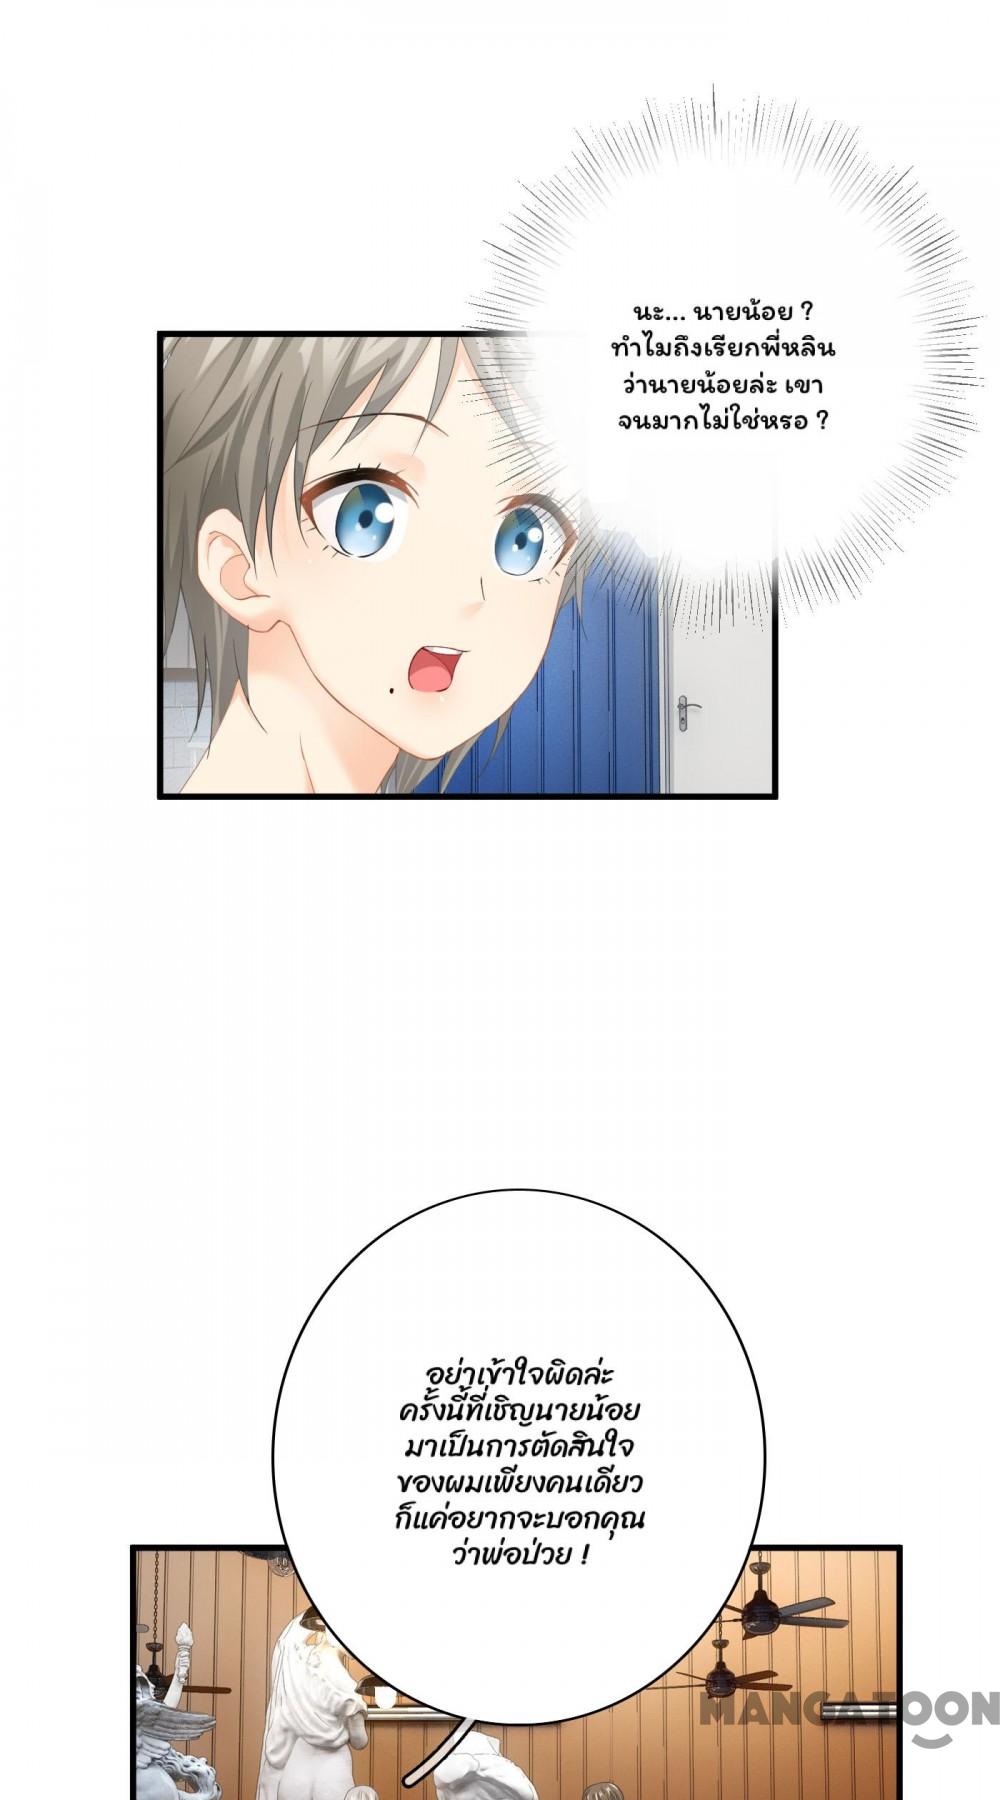 นะ... นายน้อย ?
ทำไมถึงเรียกพี่หลิน
ว่านายน้อยล่ะ เขา
จนมากไม่ใช่หรอ ?
อย่าเข้าใจผิดล่ะ
ครั้งนี้ที่เชิญนายน้อย
มาเป็นการตัดสินใจ
ของผมเพียงคนเดียว
ก็แค่อยากจะบอกคุณ
ว่าพ่อป่วย !
MANGATOON